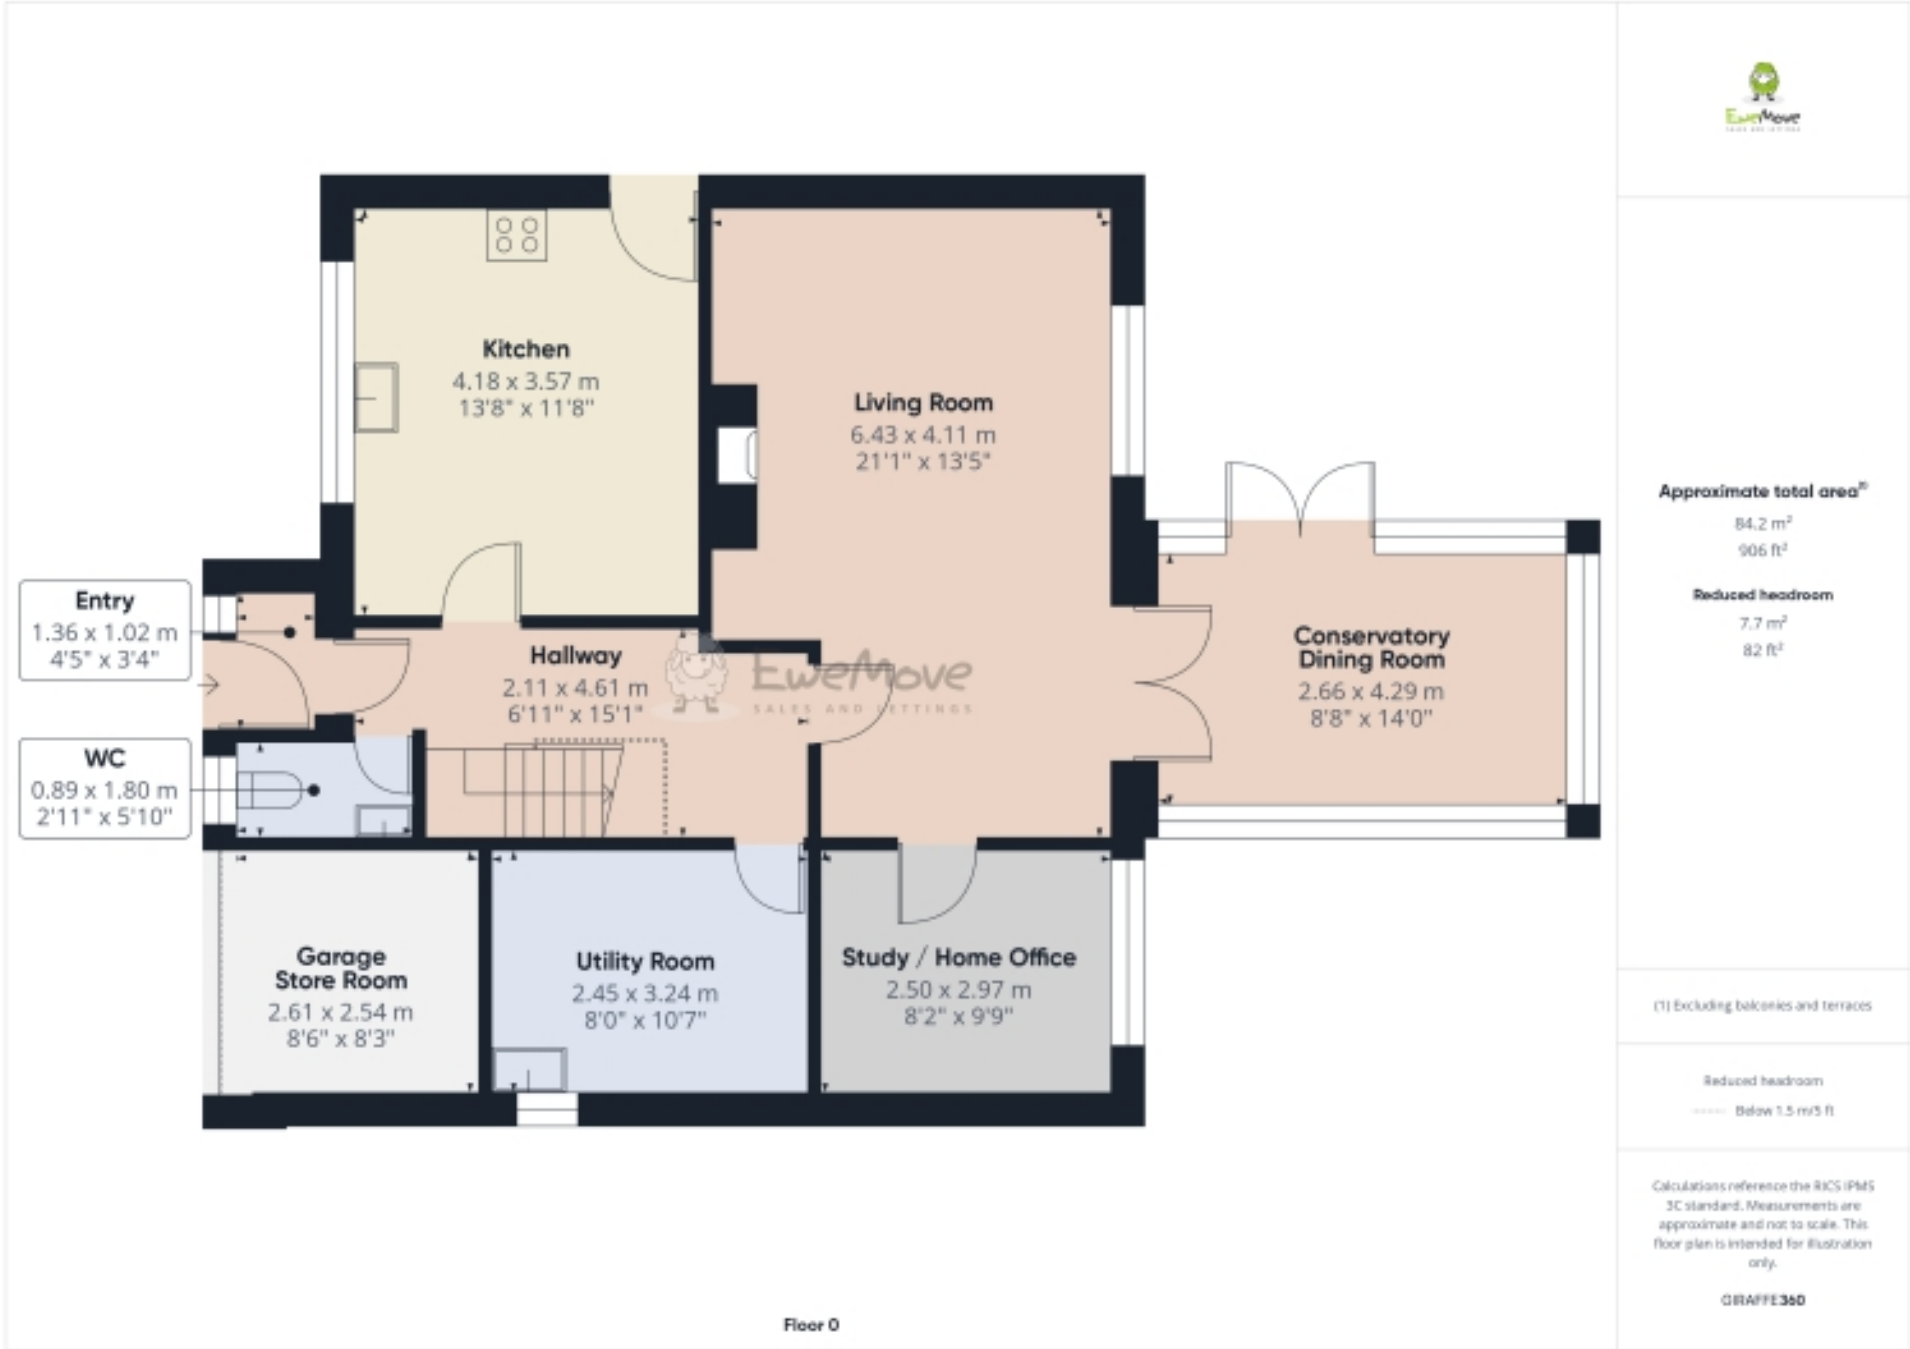 Kitchen
4.18 x 3.57 m
13'8" x 11'8"
Living Room
6.43 x 4.11 m
21'1" x 13'5"
Entry
1.36 x 1.02 m
4'5" x 3'4"
Hallway
2.11 x 4.61 m
6'11" x 15'1"
EweMove
SALES AND LETTINGS
Conservatory
Dining Room
2.66 x 4.29 m
8'8" x 14'0"
WC
0.89 x 1.80 m
2'11" x 5'10"
Garage
Store Room
2.61 x 2.54 m
8'6" x 8'3"
Utility Room
2.45 x 3.24 m
8'0" x 10'7"
Study / Home Office
2.50 x 2.97 m
8'2" x 9'9"
Floor 0
EweMove
SALES AND LETTINGS
Approximate total area⁽¹⁾
84.2 m²
906 ft²
Reduced headroom
7.7 m²
82 ft²
(1) Excluding balconies and terraces
Reduced headroom
Below 1.5 m/5 ft
Calculations reference the RICS IPMS
3C standard. Measurements are
approximate and not to scale. This
floor plan is intended for illustration
only.
GIRAFFE360